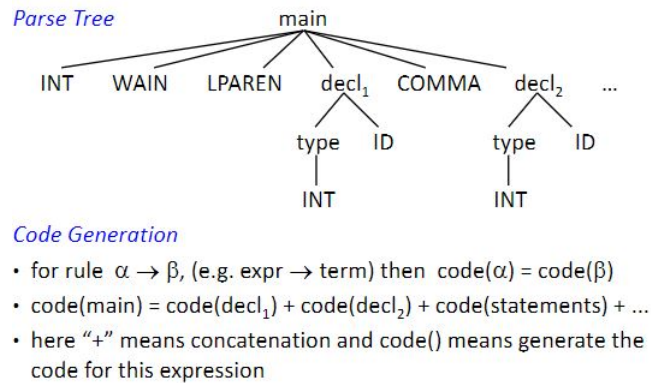 Parse Tree
main
INT WAIN LPAREN decl₁ COMMA decl₂ ...
type ID type ID
INT INT
Code Generation
• for rule α → β, (e.g. expr → term) then code(α) = code(β)
• code(main) = code(decl₁) + code(decl₂) + code(statements) + ...
• here “+” means concatenation and code() means generate the
code for this expression